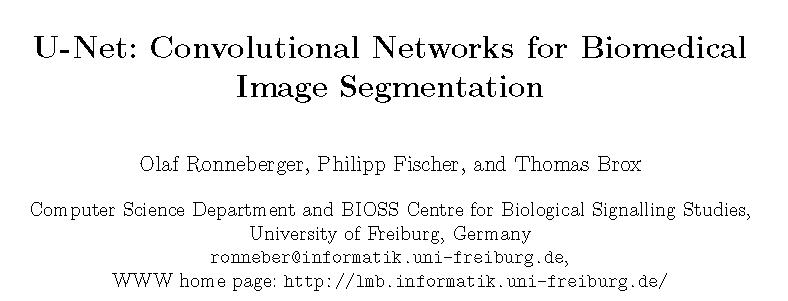 U-Net: Convolutional Networks for Biomedical
Image Segmentation
Olaf Ronneberger, Philipp Fischer, and Thomas Brox
Computer Science Department and BIOSS Centre for Biological Signalling Studies,
University of Freiburg, Germany
ronneber@informatik.uni-freiburg.de,
WWW home page: http://lmb.informatik.uni-freiburg.de/